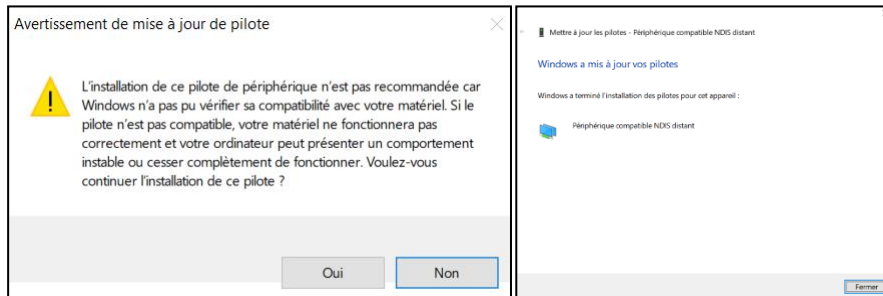 Avertissement de mise à jour de pilote
L'installation de ce pilote de périphérique n'est pas recommandée car
Windows n'a pas pu vérifier sa compatibilité avec votre matériel. Si le
pilote n'est pas compatible, votre matériel ne fonctionnera pas
correctement et votre ordinateur peut présenter un comportement
instable ou cesser complètement de fonctionner. Voulez-vous
continuer l'installation de ce pilote ?
Oui
Non
Mettre à jour les pilotes - Périphérique compatible NDIS distant
Windows a mis à jour vos pilotes
Windows a terminé l'installation des pilotes pour cet appareil :
Périphérique compatible NDIS distant
Fermer